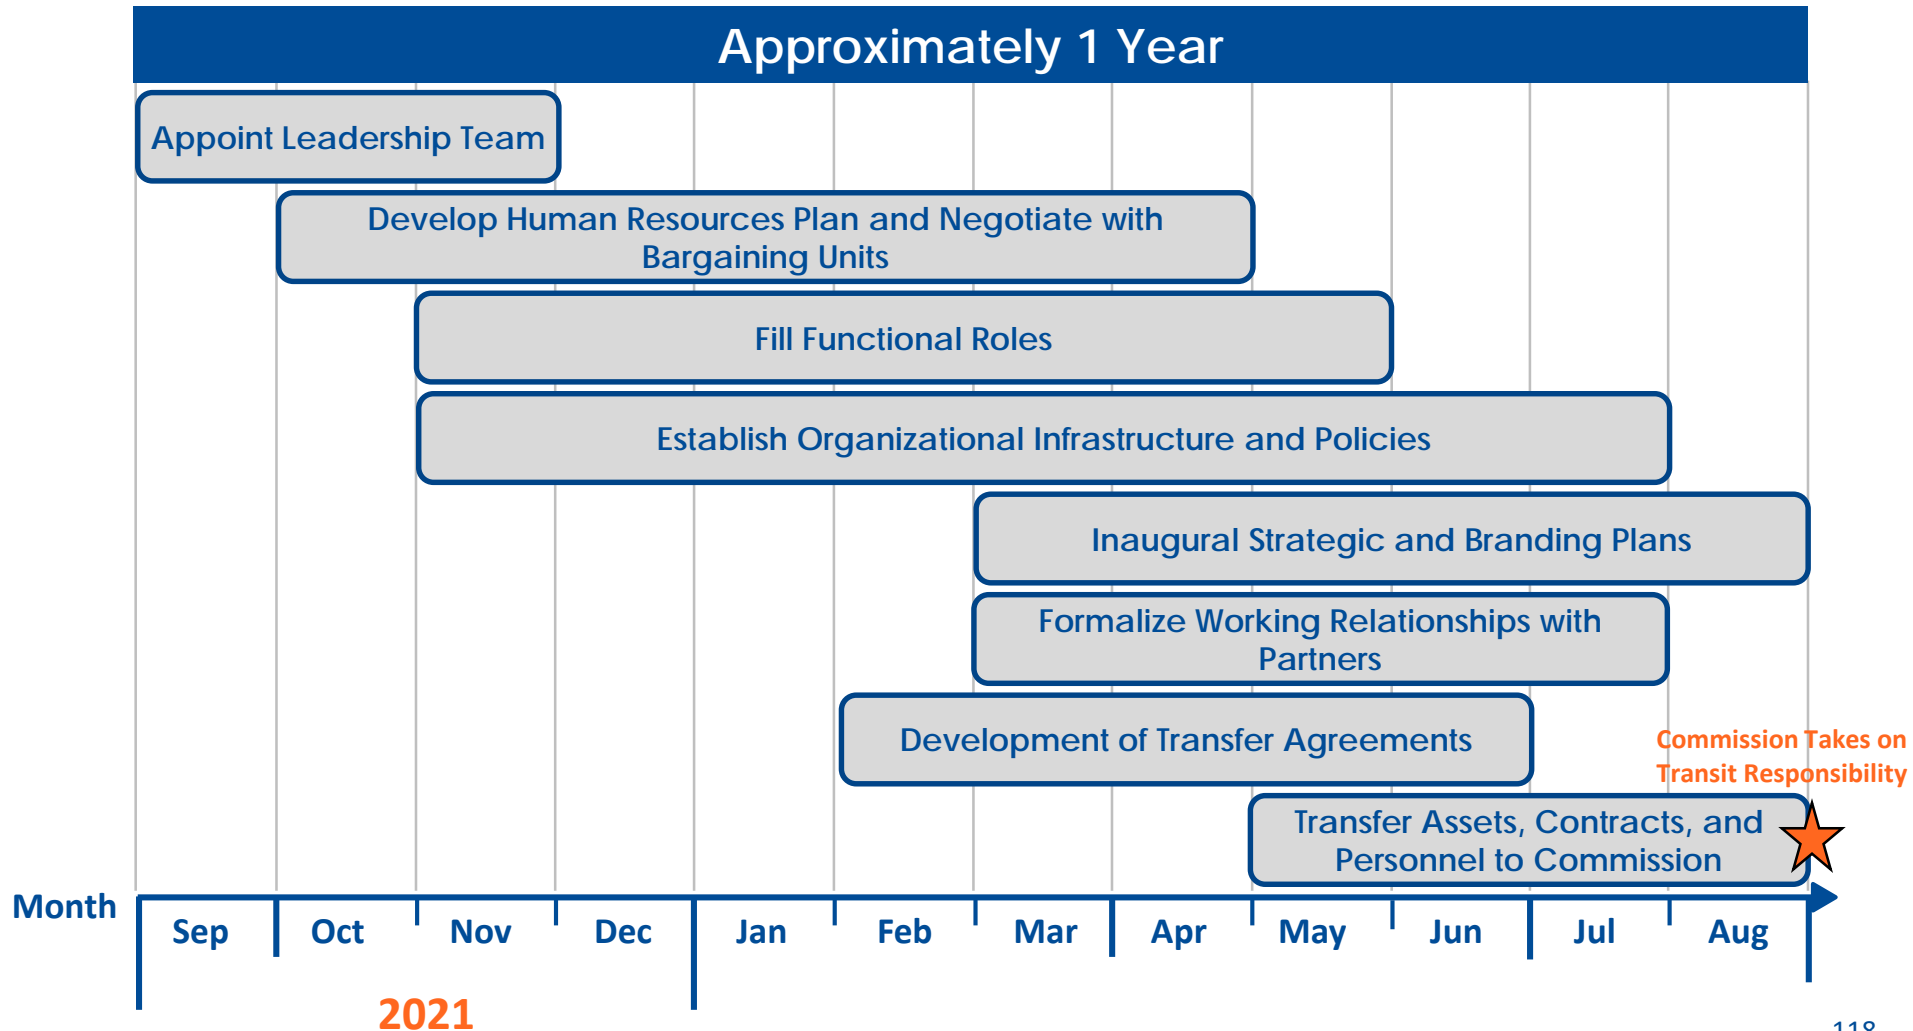 Approximately 1 Year
Appoint Leadership Team
Develop Human Resources Plan and Negotiate with
Bargaining Units
Fill Functional Roles
Establish Organizational Infrastructure and Policies
Inaugural Strategic and Branding Plans
Formalize Working Relationships with
Partners
Development of Transfer Agreements
Commission Takes on
Transit Responsibility
Transfer Assets, Contracts, and
Personnel to Commission
Month
Sep Oct Nov Dec Jan Feb Mar Apr May Jun Jul Aug
2021
118